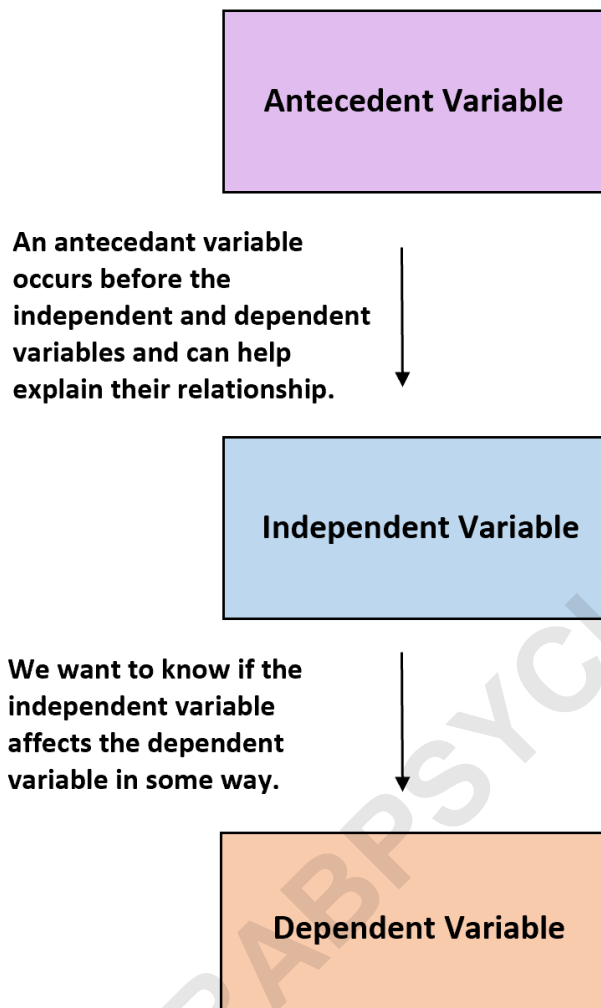 Antecedent Variable
An antecedant variable
occurs before the
independent and dependent
variables and can help
explain their relationship.
Independent Variable
We want to know if the
independent variable
affects the dependent
variable in some way.
Dependent Variable